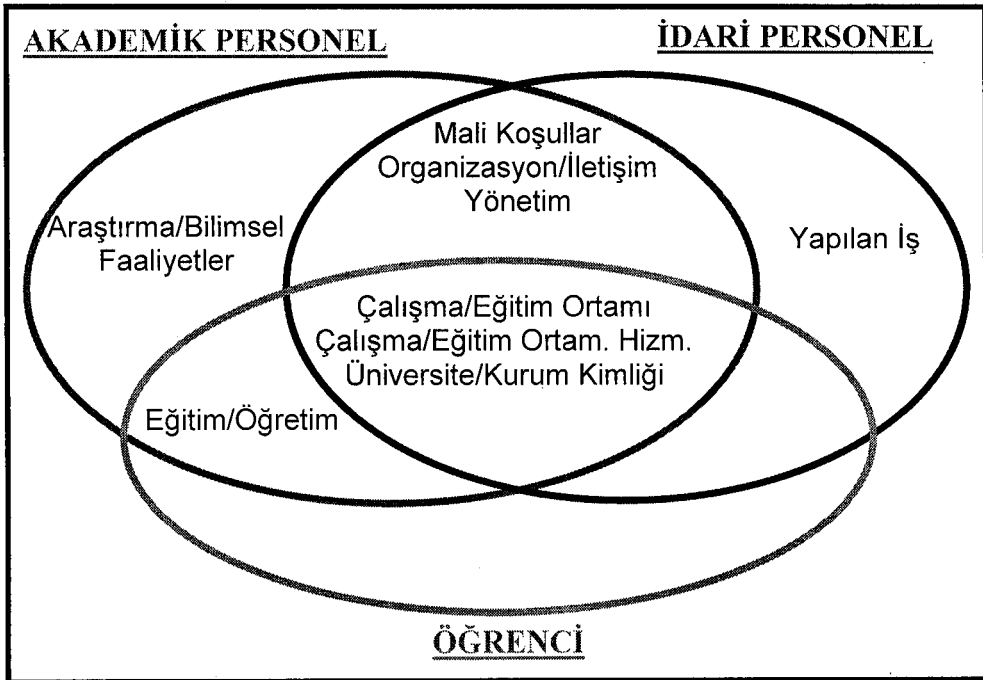 AKADEMİK PERSONEL
İDARİ PERSONEL
Mali Koşullar
Organizasyon/İletişim
Yönetim
Araştırma/Bilimsel
Faaliyetler
Yapılan İş
Çalışma/Eğitim Ortamı
Çalışma/Eğitim Ortam. Hizm.
Üniversite/Kurum Kimliği
Eğitim/Öğretim
ÖĞRENCİ